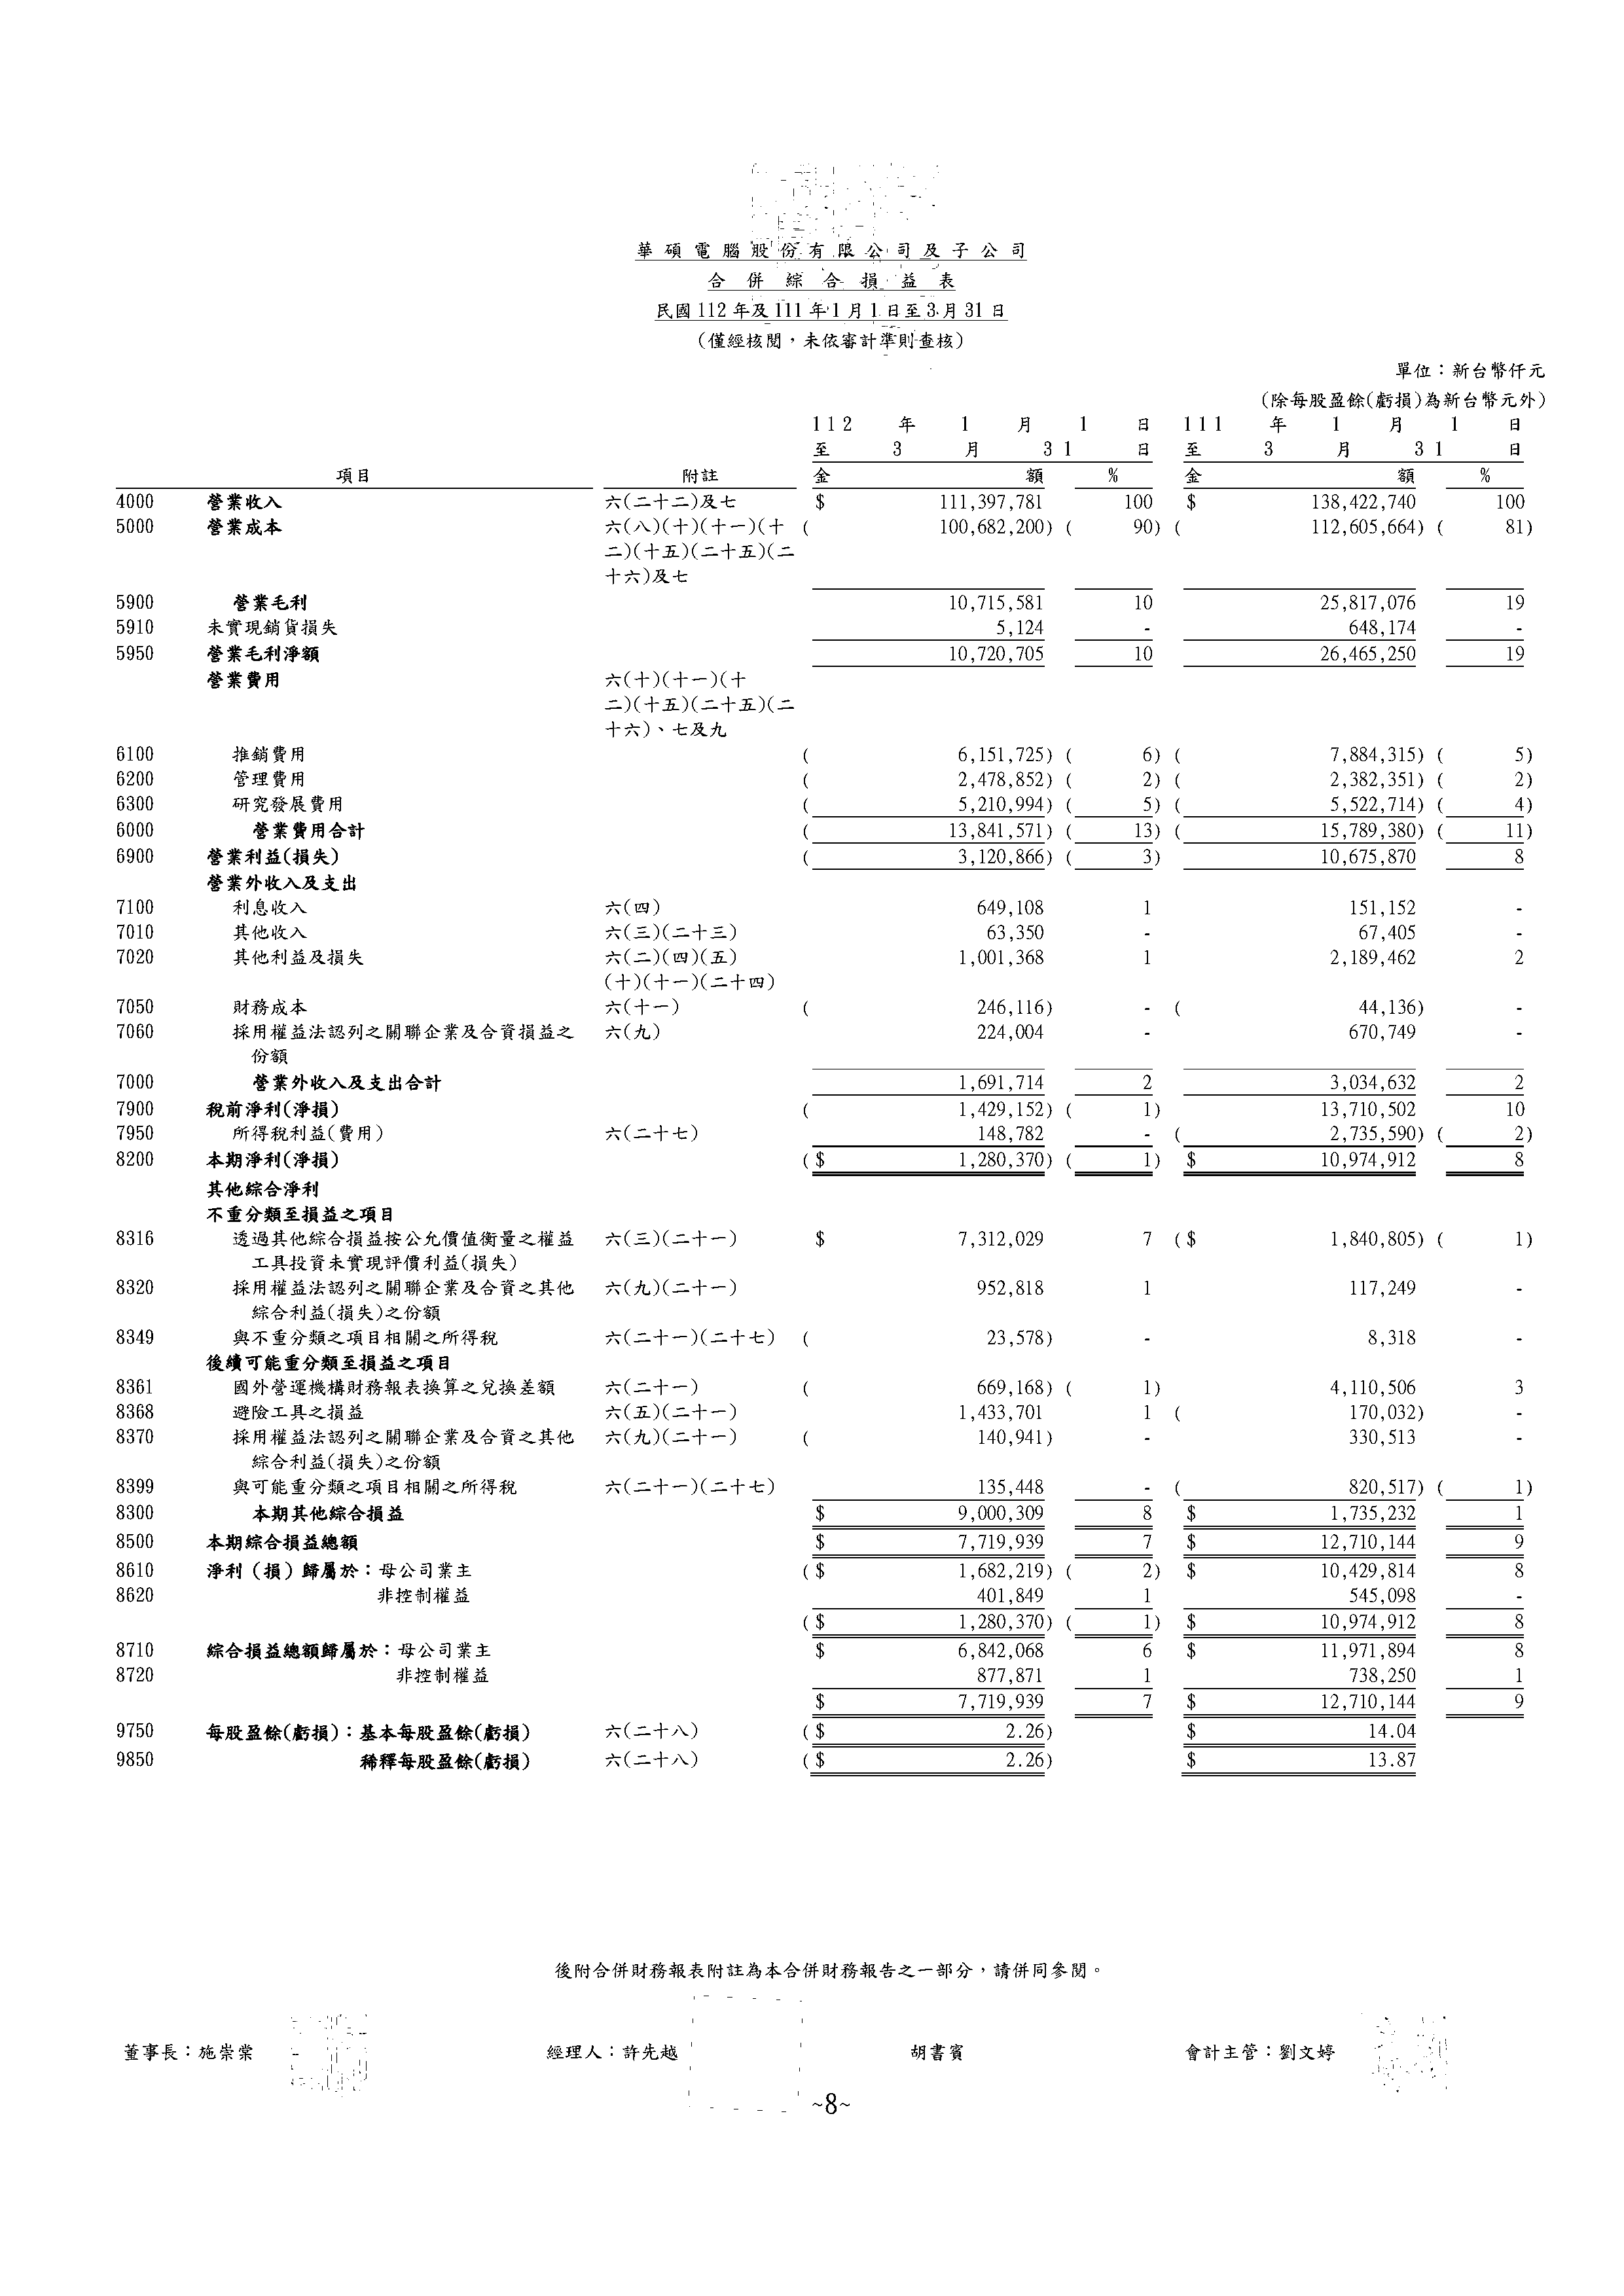 華碩電腦股份有限公司及子公司
合併綜合損益表
民國112年及111年1月1日至3月31日
(僅經核閱，未依審計準則查核)
單位：新台幣仟元
(除每股盈餘(虧損)為新台幣元外)
112 年 1 月 1 日 111 年 1 月 1 日
至 3 月 31 日 至 3 月 31 日
項目 附註 金額 % 金額 %
4000 營業收入 六(二十二)及七 $ 111,397,781 100 $ 138,422,740 100
5000 營業成本 六(八)(十)(十一)(十 ( 100,682,200) ( 90) ( 112,605,664) ( 81)
二)(十五)(二十五)(二
十六)及七
5900 營業毛利 10,715,581 10 25,817,076 19
5910 未實現銷貨損失 5,124 - 648,174 -
5950 營業毛利淨額 10,720,705 10 26,465,250 19
營業費用 六(十)(十一)(十
二)(十五)(二十五)(二
十六)、七及九
6100 推銷費用 ( 6,151,725) ( 6) ( 7,884,315) ( 5)
6200 管理費用 ( 2,478,852) ( 2) ( 2,382,351) ( 2)
6300 研究發展費用 ( 5,210,994) ( 5) ( 5,522,714) ( 4)
6000 營業費用合計 ( 13,841,571) ( 13) ( 15,789,380) ( 11)
6900 營業利益(損失) ( 3,120,866) ( 3) 10,675,870 8
營業外收入及支出
7100 利息收入 六(四) 649,108 1 151,152 -
7010 其他收入 六(三)(二十三) 63,350 - 67,405 -
7020 其他利益及損失 六(二)(四)(五) 1,001,368 1 2,189,462 2
(十)(十一)(二十四)
7050 財務成本 六(十一) ( 246,116) - ( 44,136) -
7060 採用權益法認列之關聯企業及合資損益之 六(九) 224,004 - 670,749 -
份額
7000 營業外收入及支出合計 1,691,714 2 3,034,632 2
7900 稅前淨利(淨損) ( 1,429,152) ( 1) 13,710,502 10
7950 所得稅利益(費用) 六(二十七) 148,782 - ( 2,735,590) ( 2)
8200 本期淨利(淨損) ($ 1,280,370) ( 1) $ 10,974,912 8
其他綜合淨利
不重分類至損益之項目
8316 透過其他綜合損益按公允價值衡量之權益 六(三)(二十一) $ 7,312,029 7 ($ 1,840,805) ( 1)
工具投資未實現評價利益(損失)
8320 採用權益法認列之關聯企業及合資之其他 六(九)(二十一) 952,818 1 117,249 -
綜合利益(損失)之份額
8349 與不重分類之項目相關之所得稅 六(二十一)(二十七) ( 23,578) - 8,318 -
後續可能重分類至損益之項目
8361 國外營運機構財務報表換算之兌換差額 六(二十一) ( 669,168) ( 1) 4,110,506 3
8368 避險工具之損益 六(五)(二十一) 1,433,701 1 ( 170,032) -
8370 採用權益法認列之關聯企業及合資之其他 六(九)(二十一) ( 140,941) - 330,513 -
綜合利益(損失)之份額
8399 與可能重分類之項目相關之所得稅 六(二十一)(二十七) 135,448 - ( 820,517) ( 1)
8300 本期其他綜合損益 $ 9,000,309 8 $ 1,735,232 1
8500 本期綜合損益總額 $ 7,719,939 7 $ 12,710,144 9
8610 淨利（損）歸屬於：母公司業主 ($ 1,682,219) ( 2) $ 10,429,814 8
8620 非控制權益 401,849 1 545,098 -
($ 1,280,370) ( 1) $ 10,974,912 8
8710 綜合損益總額歸屬於：母公司業主 $ 6,842,068 6 $ 11,971,894 8
8720 非控制權益 877,871 1 738,250 1
$ 7,719,939 7 $ 12,710,144 9
9750 每股盈餘(虧損)：基本每股盈餘(虧損) 六(二十八) ($ 2.26) $ 14.04
9850 稀釋每股盈餘(虧損) 六(二十八) ($ 2.26) $ 13.87
後附合併財務報表附註為本合併財務報告之一部分，請併同參閱。
董事長：施崇棠 經理人：許先越 胡書賓 會計主管：劉文婷
~8~